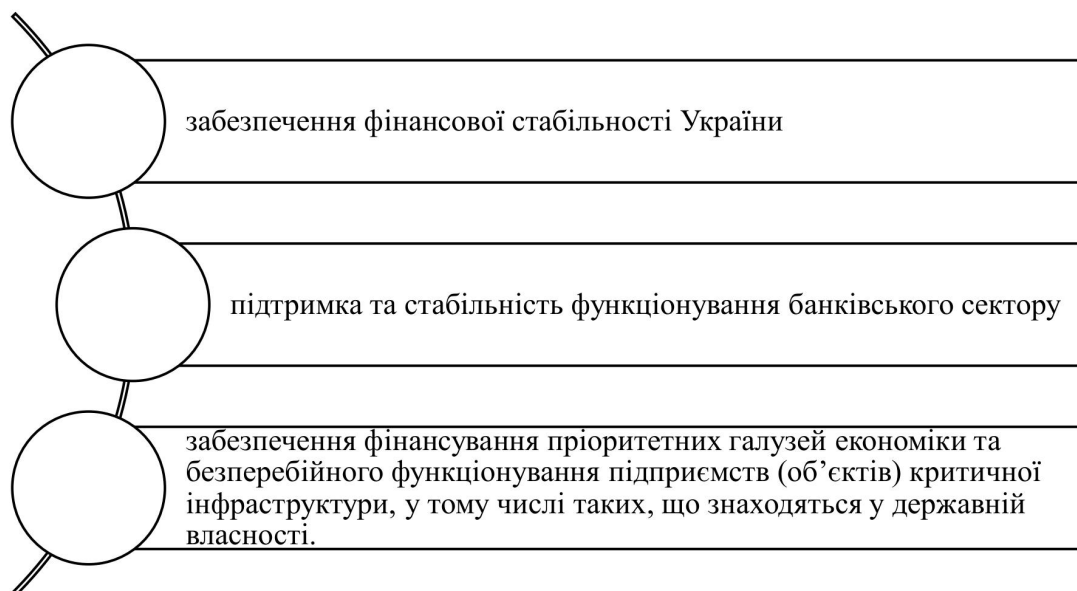 забезпечення фінансової стабільності України
підтримка та стабільність функціонування банківського сектору
забезпечення фінансування пріоритетних галузей економіки та
безперебійного функціонування підприємств (об’єктів) критичної
інфраструктури, у тому числі таких, що знаходяться у державній
власності.